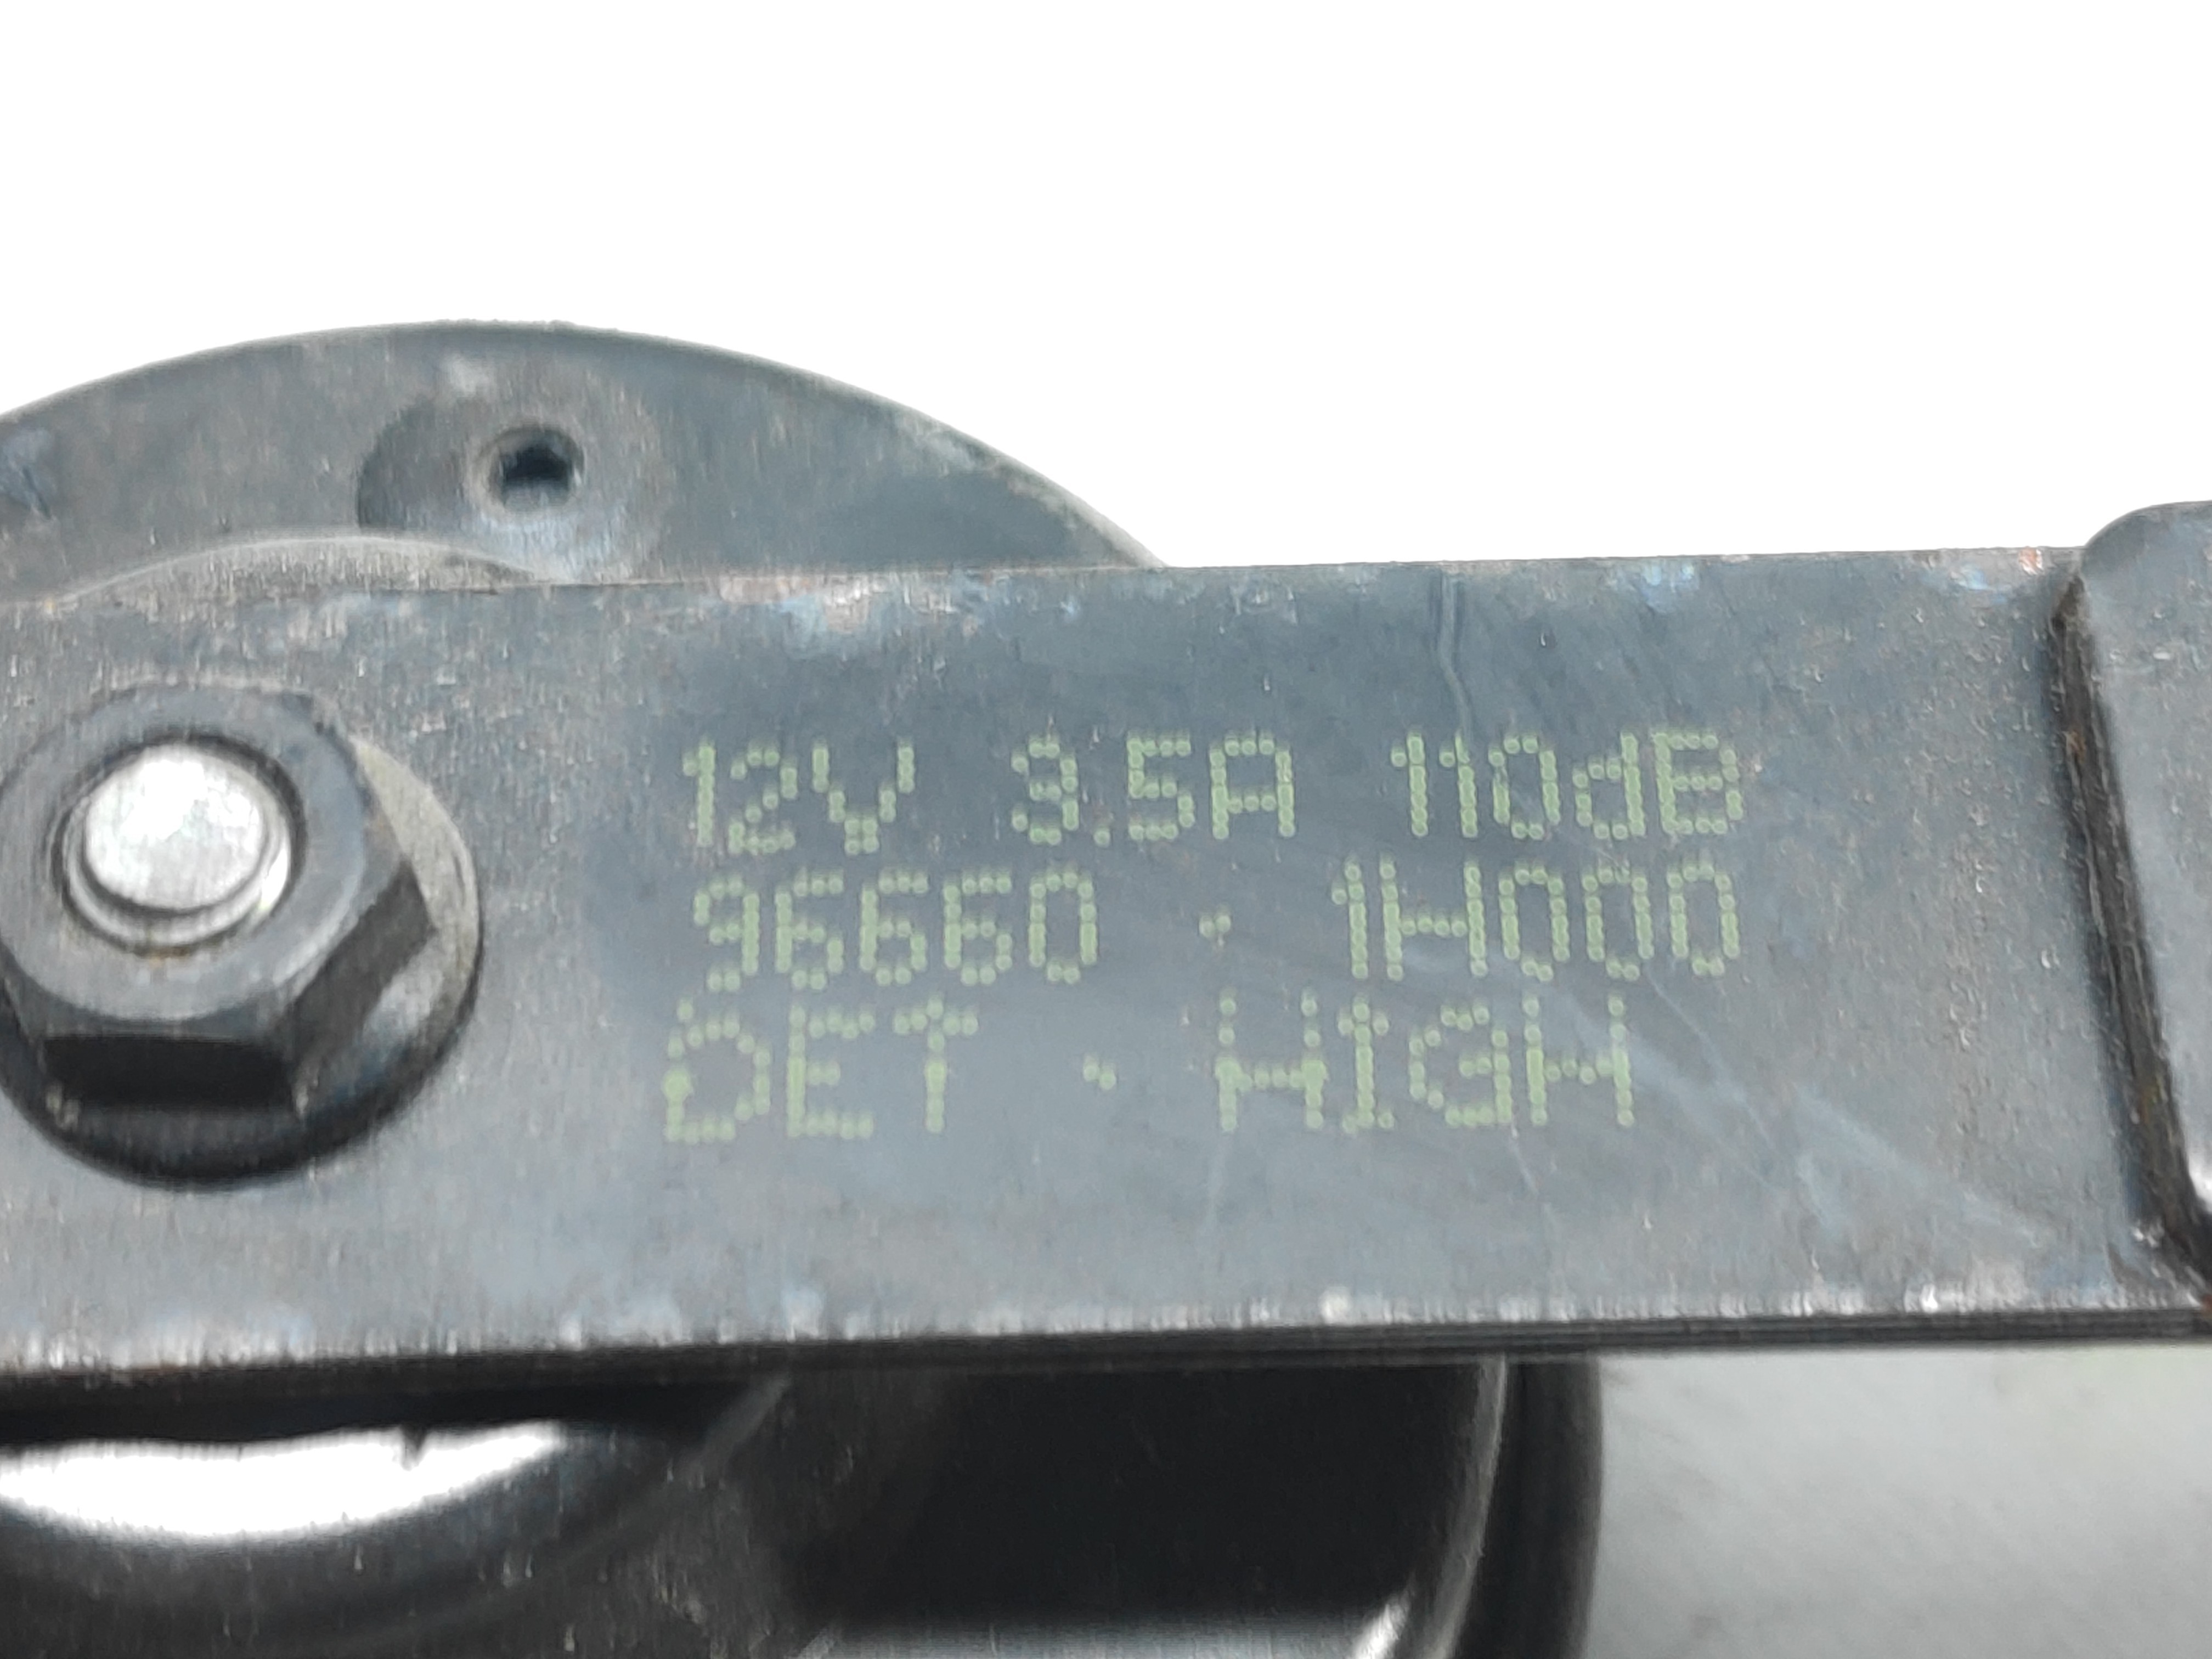 12V 3.5A 110dB
96660 · 1H000
DET · HIGH